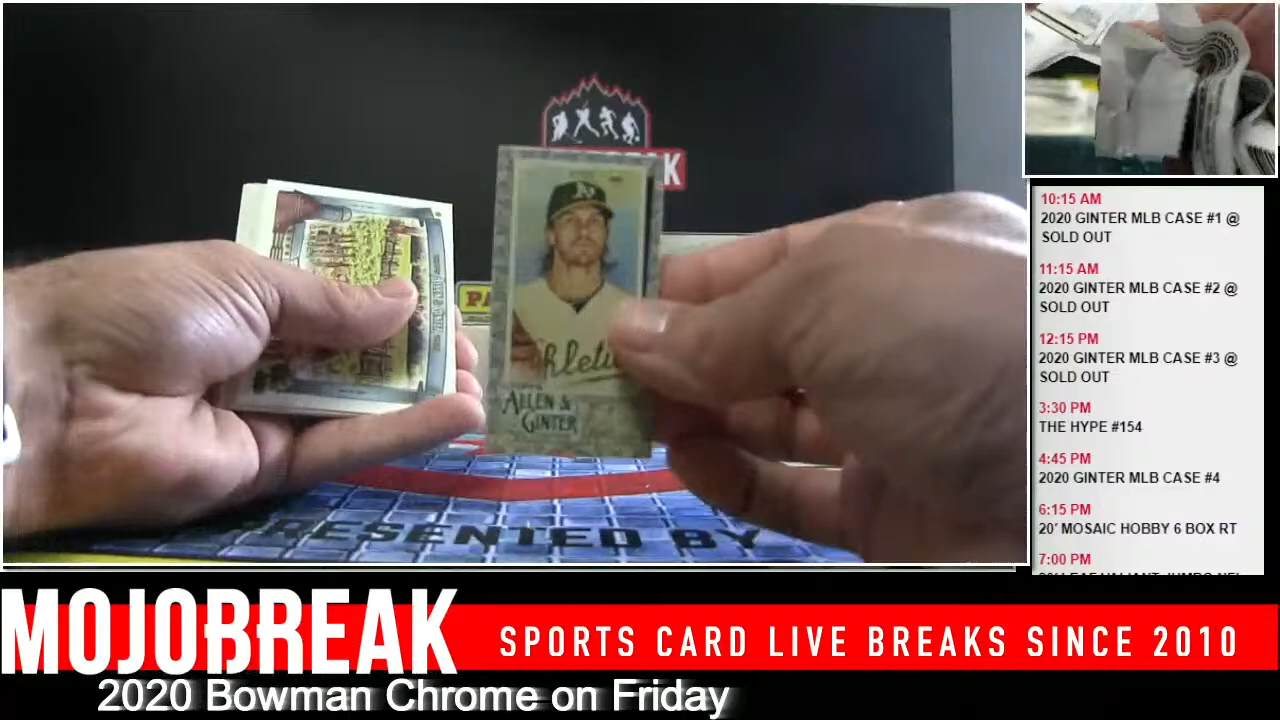 EAK
PA
A's
thletic
ALLEN &
GINTER
PRESENTED BY
10:15 AM
2020 GINTER MLB CASE #1 @
SOLD OUT
11:15 AM
2020 GINTER MLB CASE #2 @
SOLD OUT
12:15 PM
2020 GINTER MLB CASE #3 @
SOLD OUT
3:30 PM
THE HYPE #154
4:45 PM
2020 GINTER MLB CASE #4
6:15 PM
20' MOSAIC HOBBY 6 BOX RT
7:00 PM
MOJOBREAK
SPORTS CARD LIVE BREAKS SINCE 2010
2020 Bowman Chrome on Friday